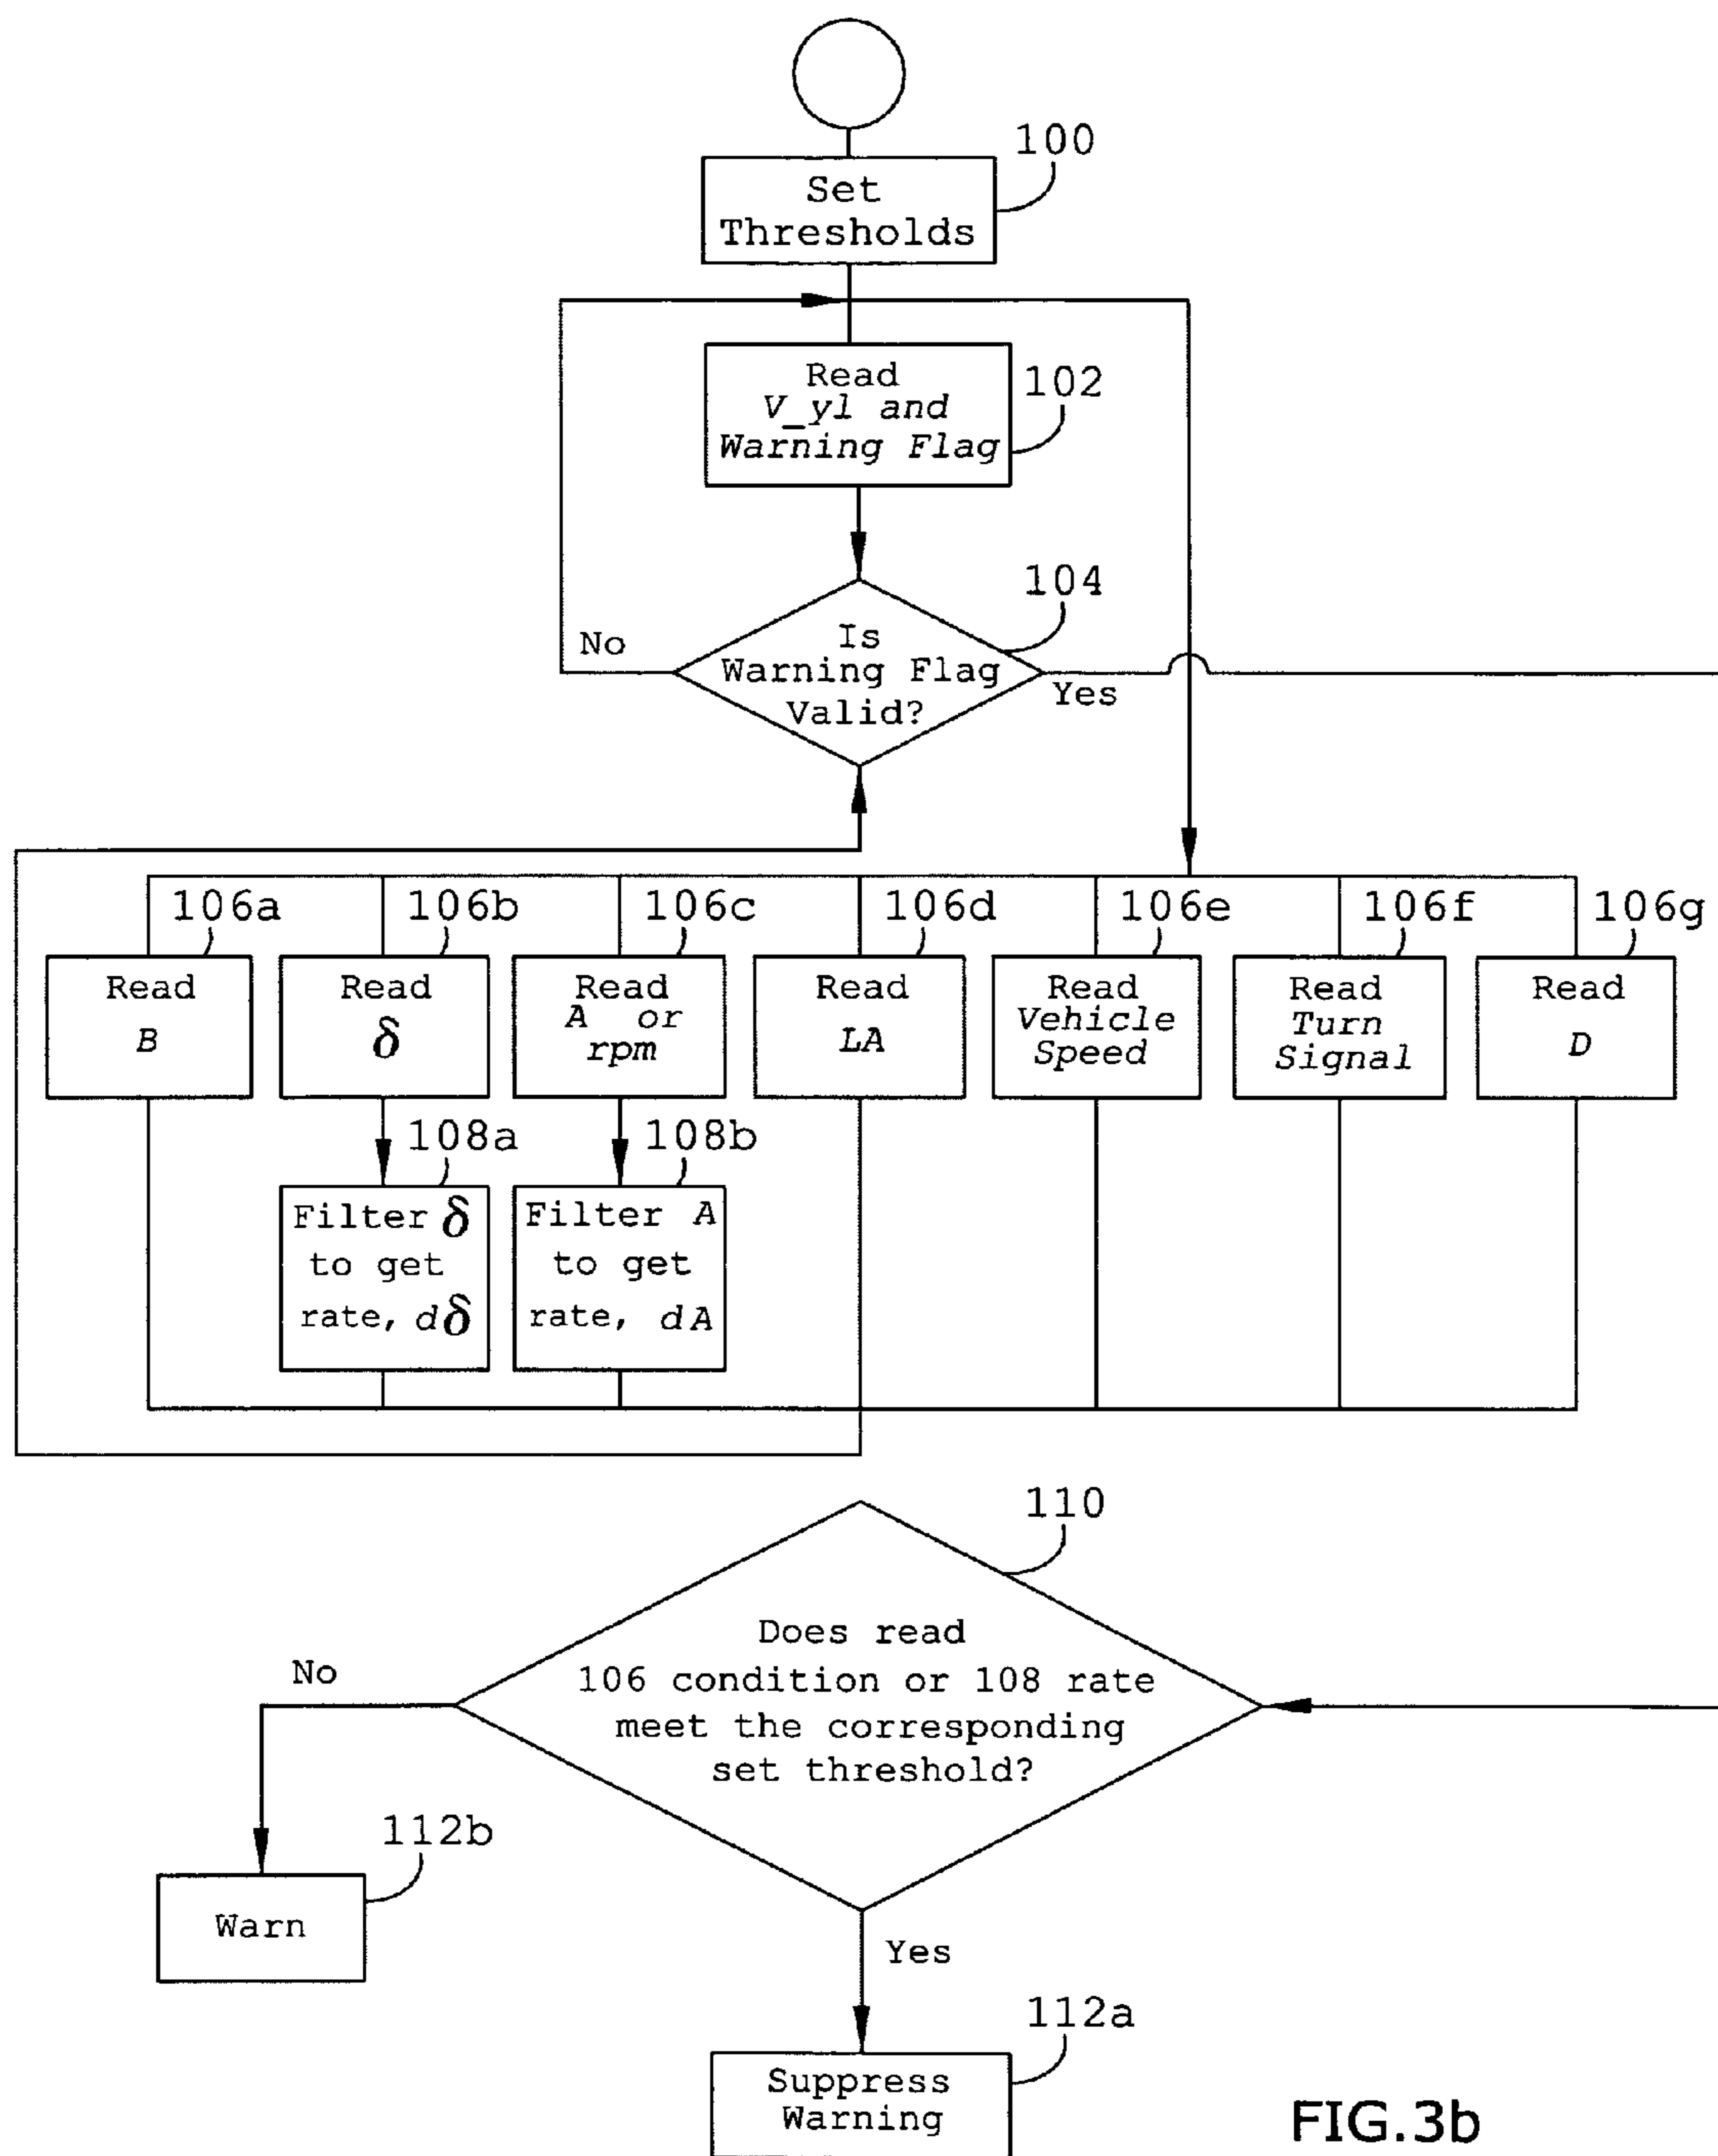 100
Set
Thresholds
Read
V_yl and
Warning Flag
102
104
Is
Warning Flag
Valid?
No
Yes
106a
106b
106c
106d
106e
106f
106g
Read
B
Read
δ
Read
A or
rpm
Read
LA
Read
Vehicle
Speed
Read
Turn
Signal
Read
D
108a
108b
Filter δ
to get
rate, dδ
Filter A
to get
rate, dA
110
Does read
106 condition or 108 rate
meet the corresponding
set threshold?
No
112b
Warn
Yes
112a
Suppress
Warning
FIG.3b